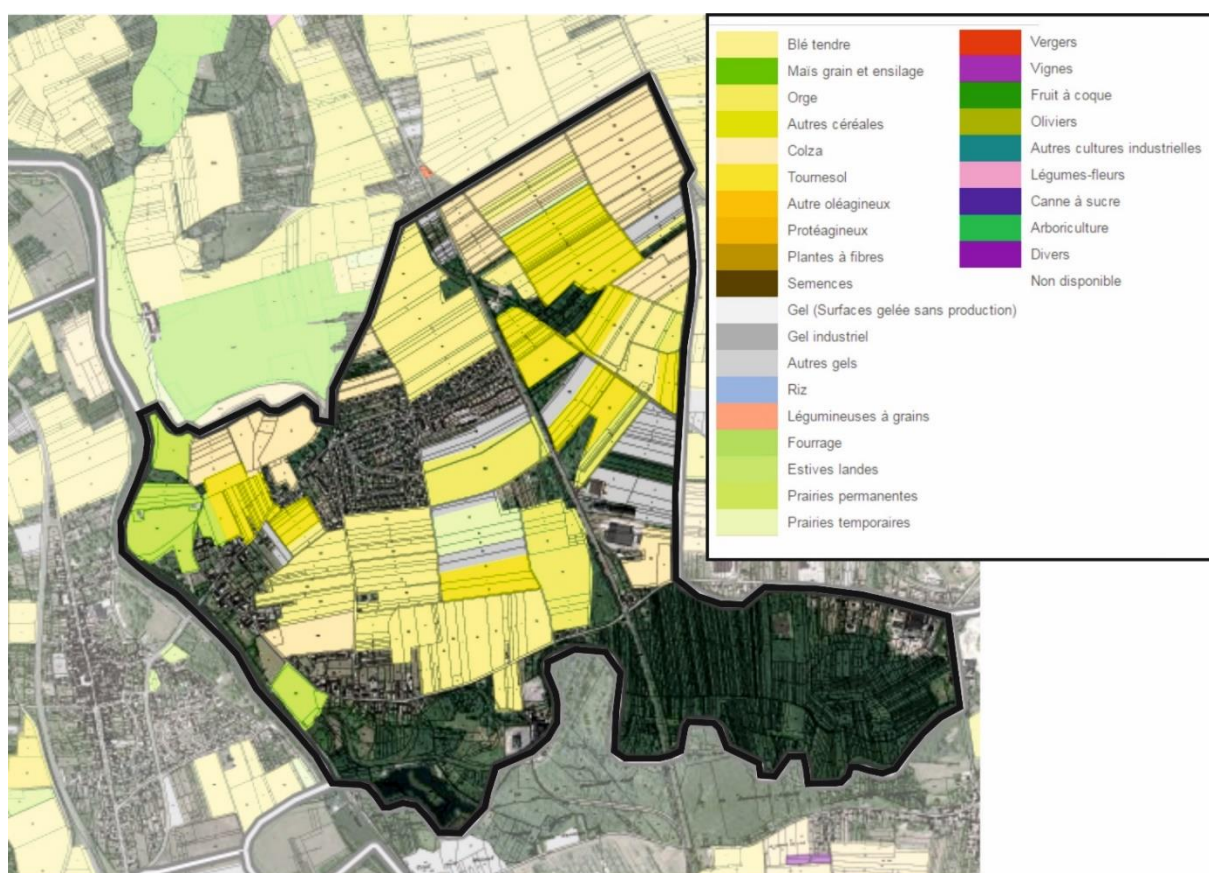 Blé tendre
Maïs grain et ensilage
Orge
Autres céréales
Colza
Tournesol
Autre oléagineux
Protéagineux
Plantes à fibres
Semences
Gel (Surfaces gelée sans production)
Gel industriel
Autres gels
Riz
Légumineuses à grains
Fourrage
Estives landes
Prairies permanentes
Prairies temporaires
Vergers
Vignes
Fruit à coque
Oliviers
Autres cultures industrielles
Légumes-fleurs
Canne à sucre
Arboriculture
Divers
Non disponible